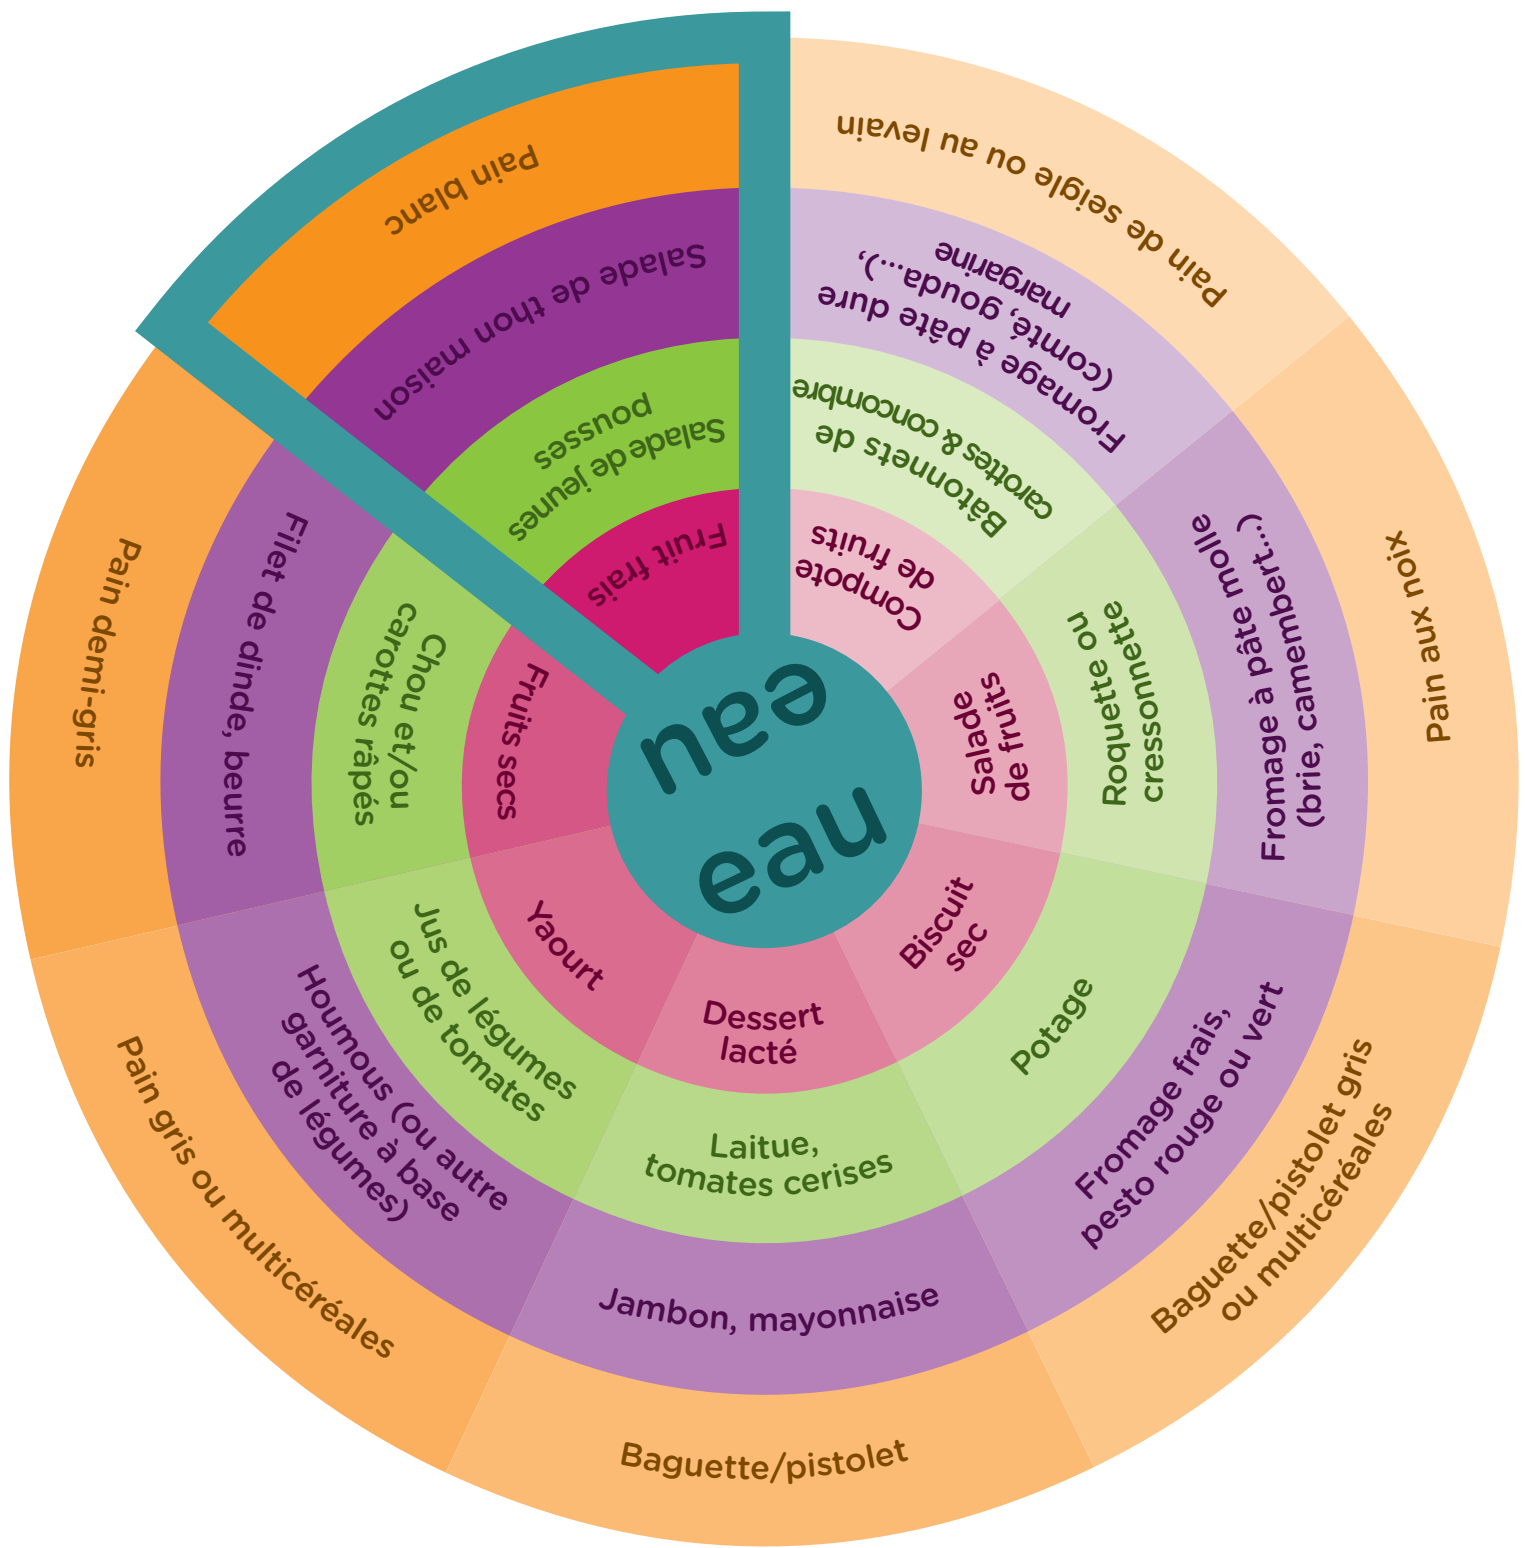 Pain blanc
Salade de thon maison
Salade de jeunes
pousses
Fruit frais
Pain de seigle ou au levain
Fromage à pâte dure
(comté, gouda...),
margarine
Bâtonnets de
carottes & concombre
Compote
de fruits
Pain aux noix
Fromage à pâte molle
(brie, camembert...)
Roquette ou
cressonnette
Salade
de fruits
Baguette/pistolet gris
ou multicéréales
Fromage frais,
pesto rouge ou vert
Potage
Biscuit
sec
Baguette/pistolet
Jambon, mayonnaise
Laitue,
tomates cerises
Dessert
lacté
Pain gris ou multicéréales
Houmous (ou autre
garniture à base
de légumes)
Jus de légumes
ou de tomates
Yaourt
Pain demi-gris
Filet de dinde, beurre
Chou et/ou
carottes râpés
Fruits secs
eau
eau